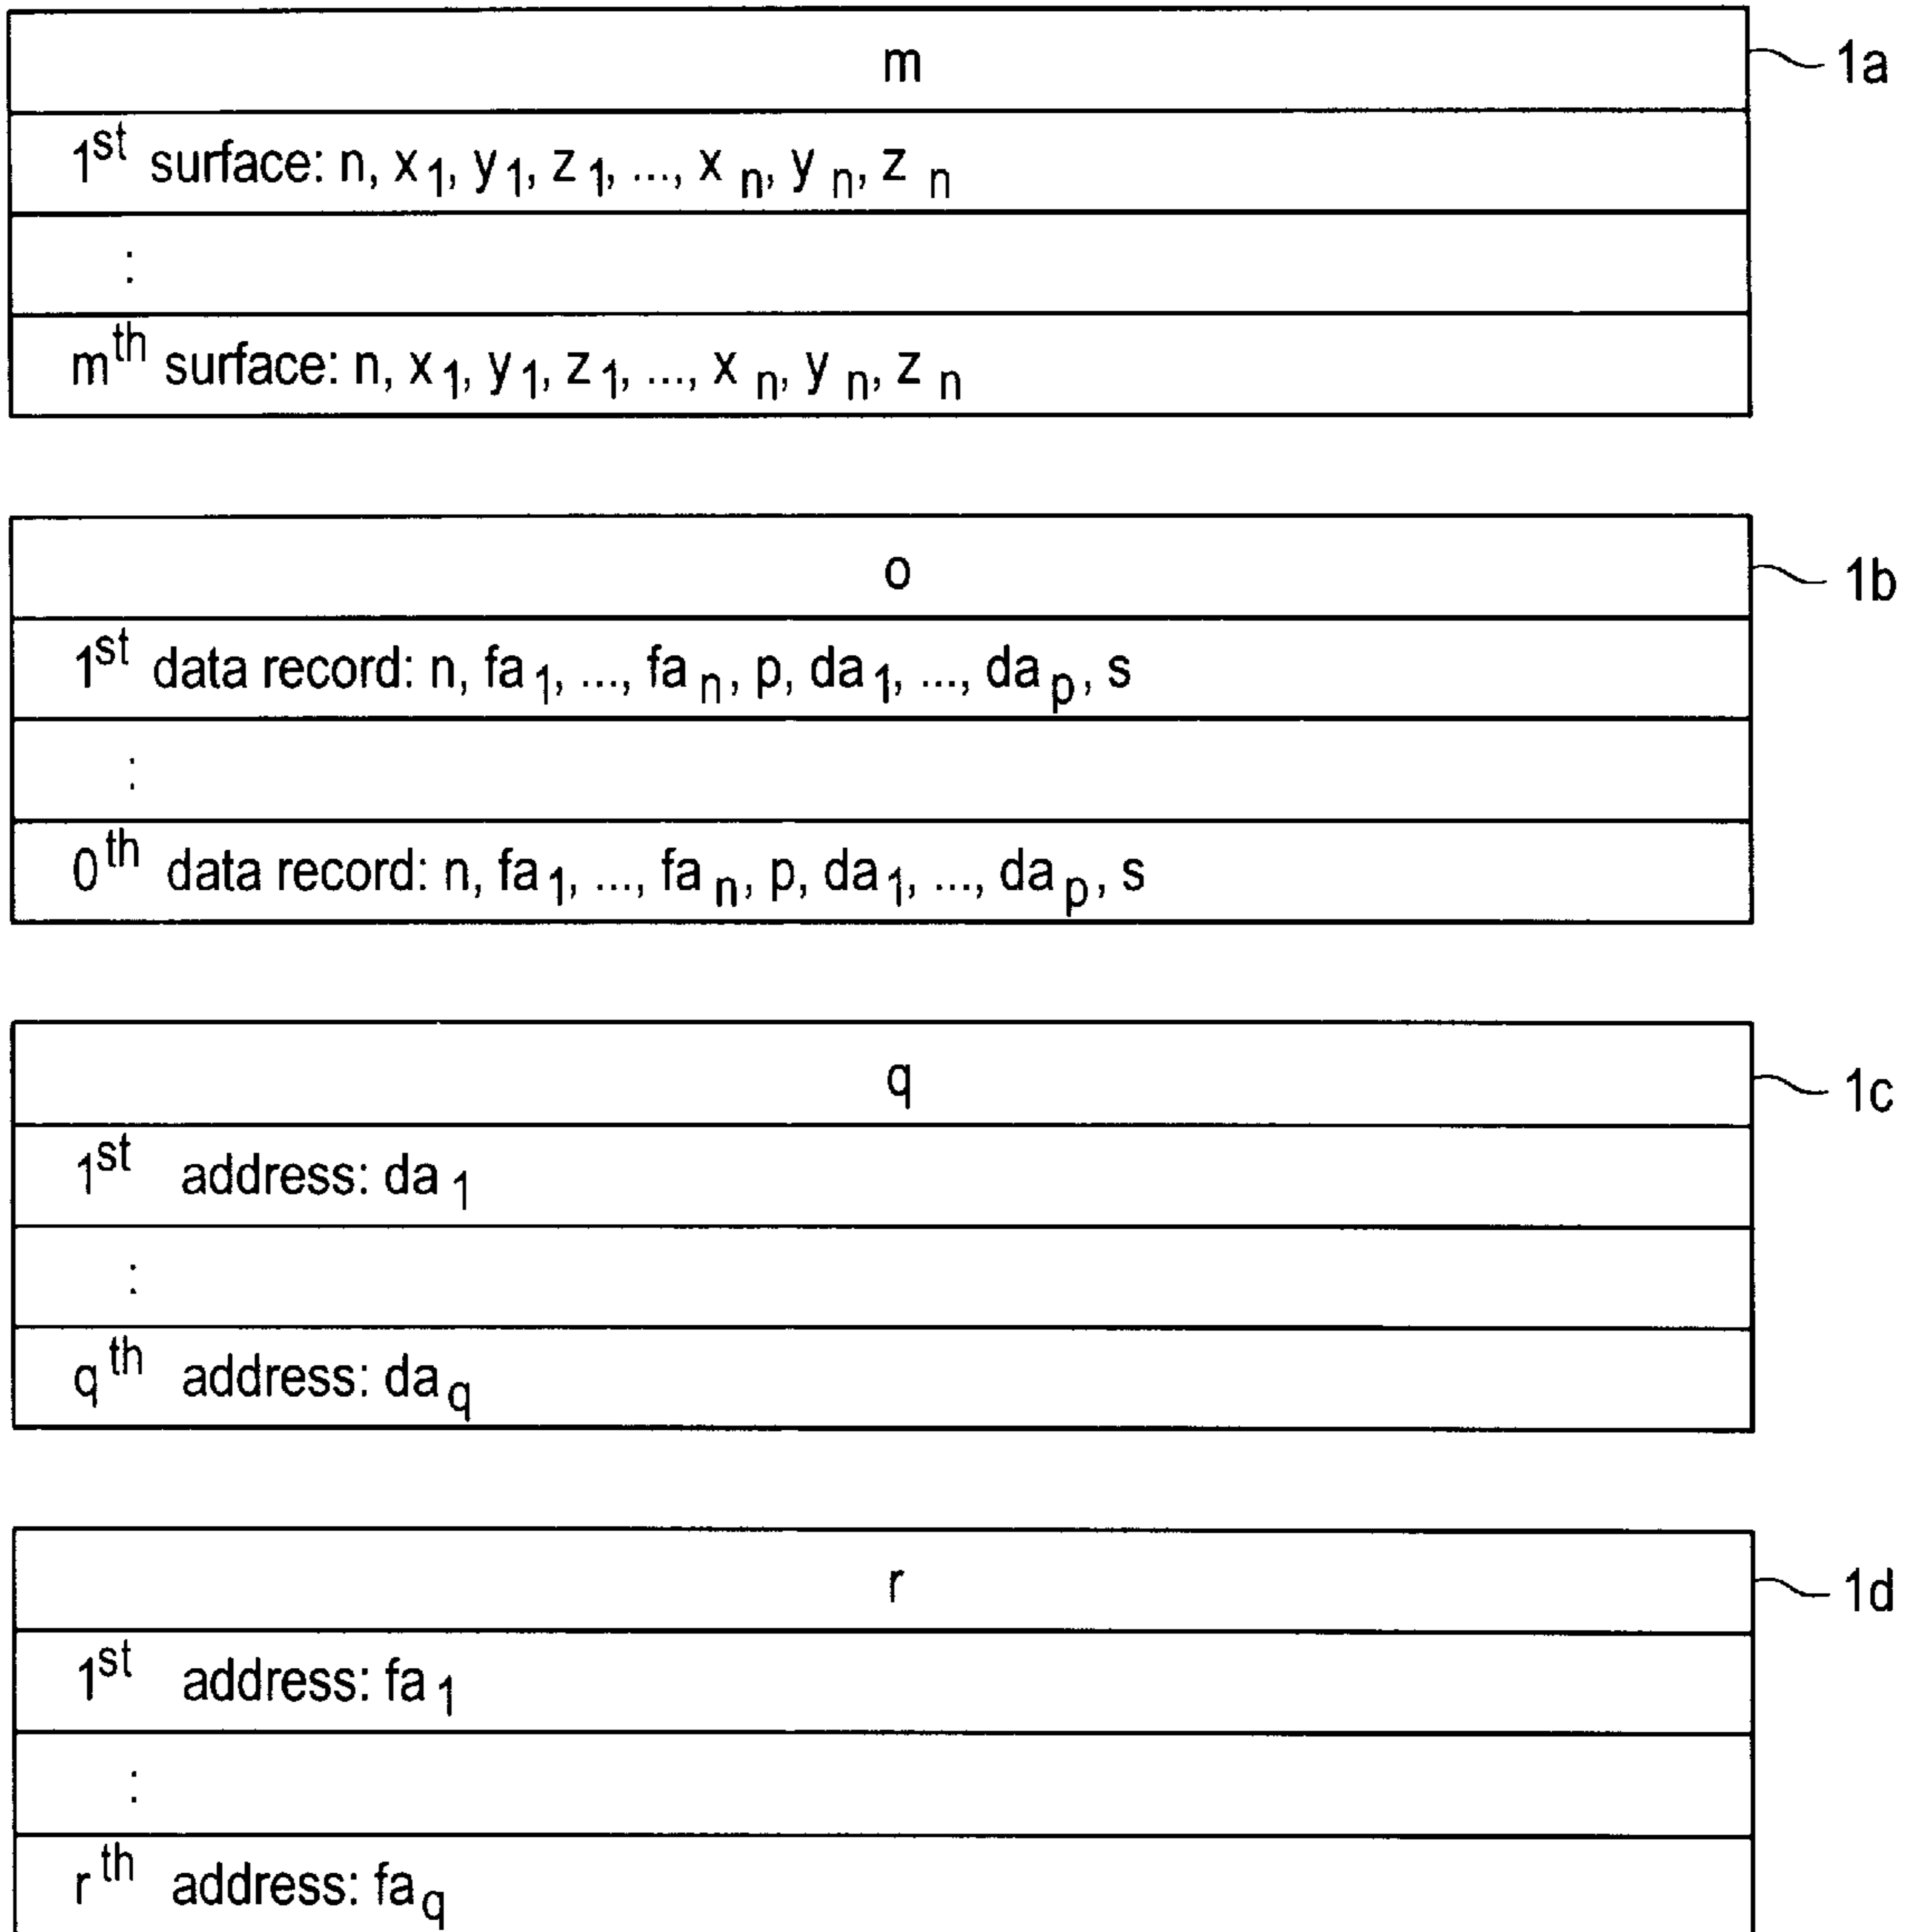 m
1a
1st surface: n, x1, y1, z1, ..., xn, yn, zn
:
mth surface: n, x1, y1, z1, ..., xn, yn, zn
o
1b
1st data record: n, fa1, ..., fan, p, da1, ..., dap, s
:
0th data record: n, fa1, ..., fan, p, da1, ..., dap, s
q
1c
1st address: da1
:
qth address: daq
r
1d
1st address: fa1
:
rth address: faq